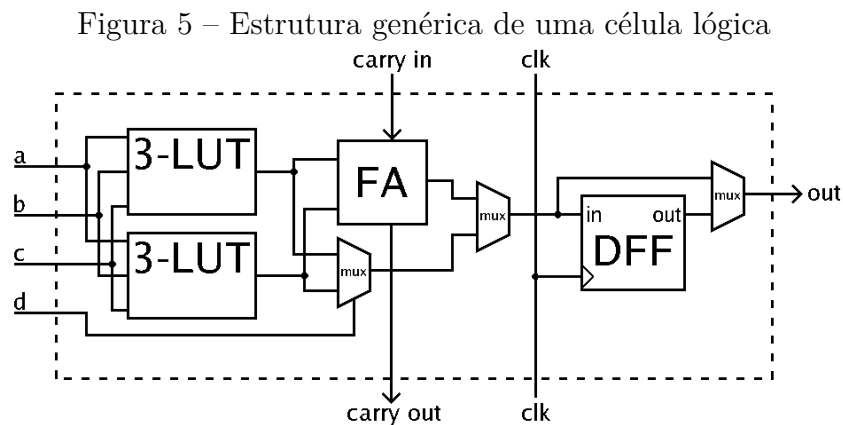 Figura 5 – Estrutura genérica de uma célula lógica
carry in
clk
a
b
c
d
3-LUT
3-LUT
FA
mux
mux
in
out
DFF
mux
out
carry out
clk